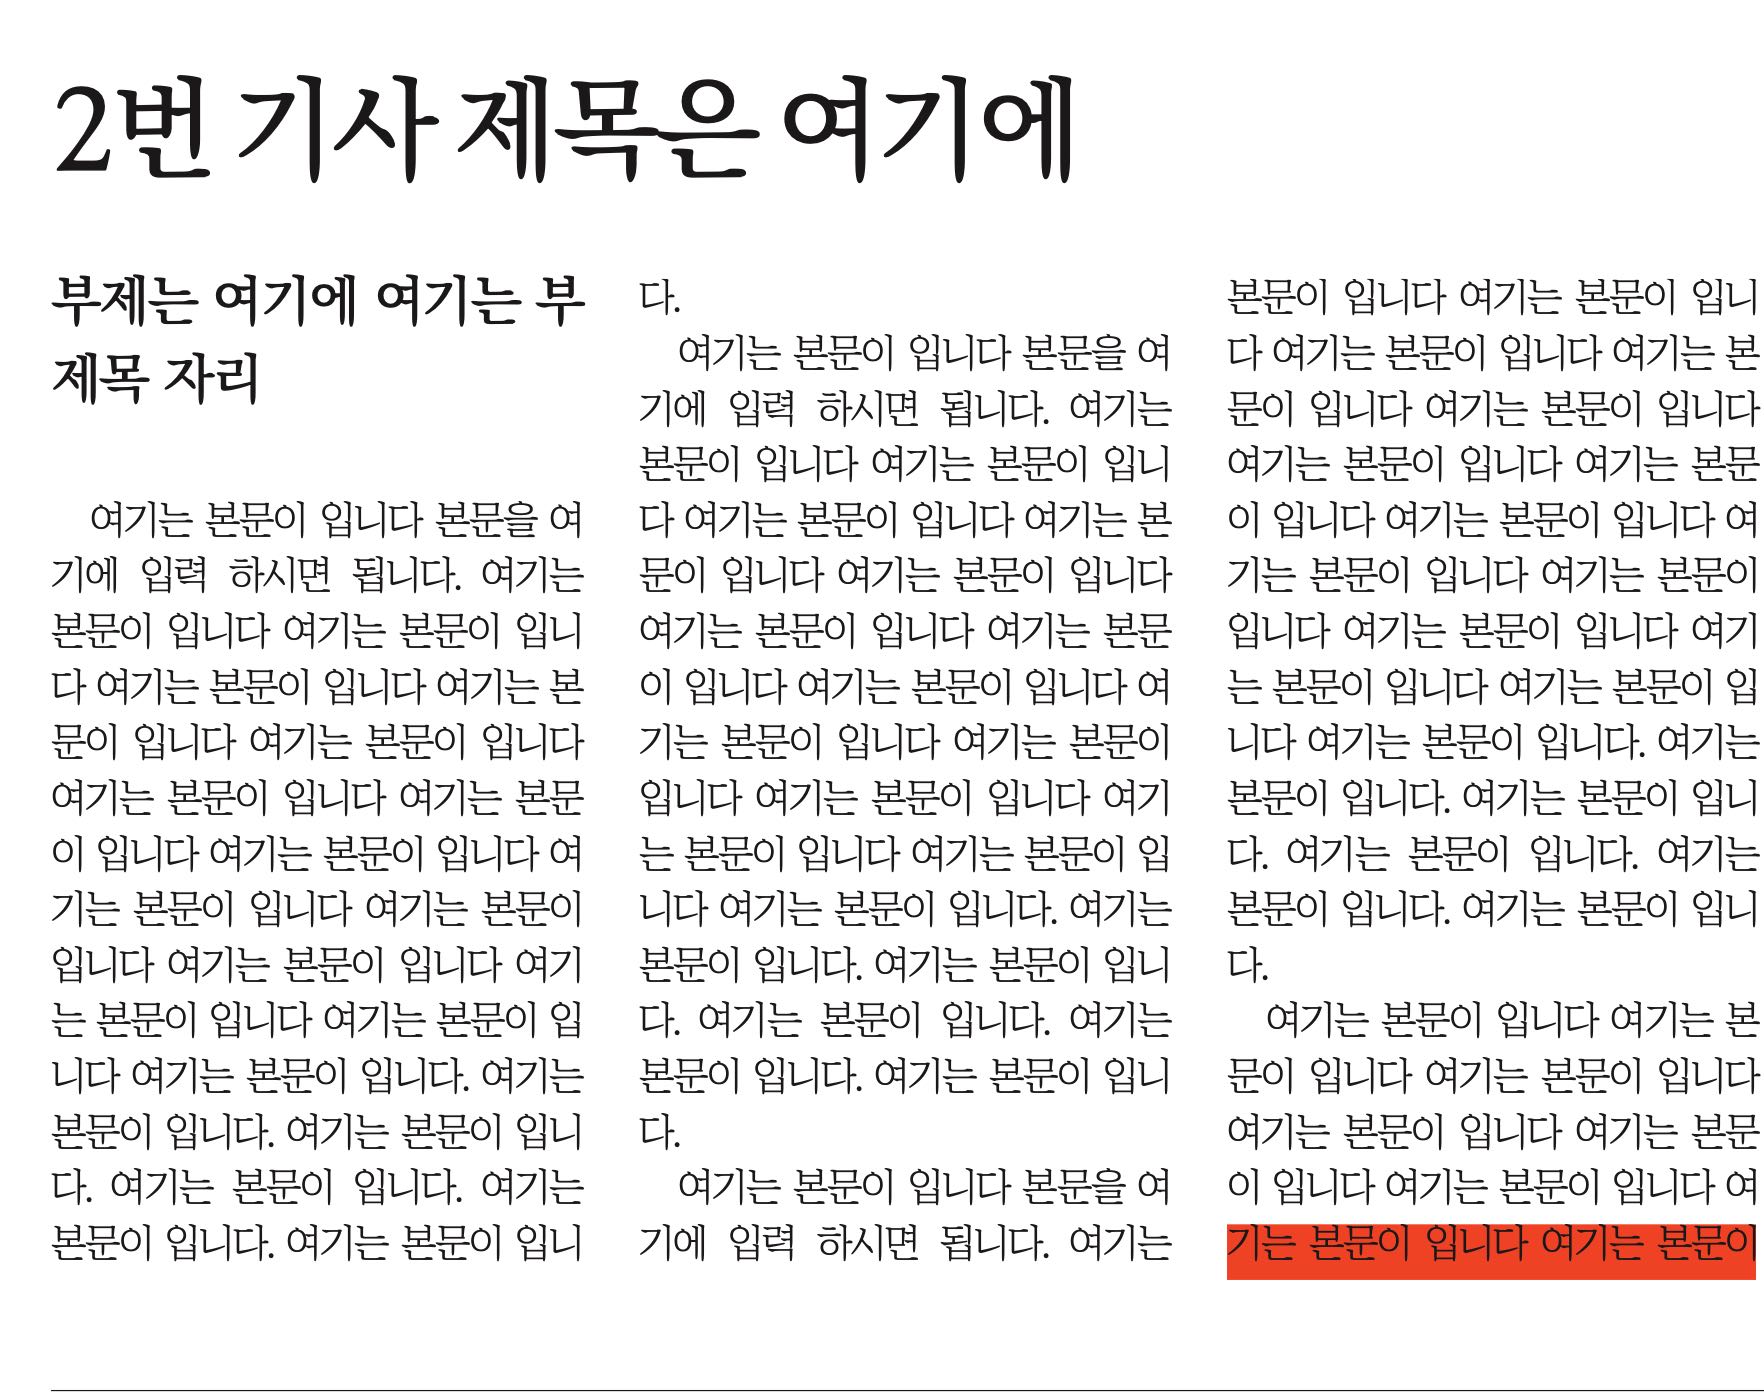 2번 기사 제목은 여기에
부제는 여기에 여기는 부
제목 자리
여기는 본문이 입니다 본문을 여
기에 입력 하시면 됩니다. 여기는
본문이 입니다 여기는 본문이 입니
다 여기는 본문이 입니다 여기는 본
문이 입니다 여기는 본문이 입니다
여기는 본문이 입니다 여기는 본문
이 입니다 여기는 본문이 입니다 여
기는 본문이 입니다 여기는 본문이
입니다 여기는 본문이 입니다 여기
는 본문이 입니다 여기는 본문이 입
니다 여기는 본문이 입니다. 여기는
본문이 입니다. 여기는 본문이 입니
다. 여기는 본문이 입니다. 여기는
본문이 입니다. 여기는 본문이 입니
다.
여기는 본문이 입니다 본문을 여
기에 입력 하시면 됩니다. 여기는
본문이 입니다 여기는 본문이 입니
다 여기는 본문이 입니다 여기는 본
문이 입니다 여기는 본문이 입니다
여기는 본문이 입니다 여기는 본문
이 입니다 여기는 본문이 입니다 여
기는 본문이 입니다 여기는 본문이
입니다 여기는 본문이 입니다 여기
는 본문이 입니다 여기는 본문이 입
니다 여기는 본문이 입니다. 여기는
본문이 입니다. 여기는 본문이 입니
다. 여기는 본문이 입니다. 여기는
본문이 입니다. 여기는 본문이 입니
다.
여기는 본문이 입니다 본문을 여
기에 입력 하시면 됩니다. 여기는
본문이 입니다 여기는 본문이 입니
다 여기는 본문이 입니다 여기는 본
문이 입니다 여기는 본문이 입니다
여기는 본문이 입니다 여기는 본문
이 입니다 여기는 본문이 입니다 여
기는 본문이 입니다 여기는 본문이
입니다 여기는 본문이 입니다 여기
는 본문이 입니다 여기는 본문이 입
니다 여기는 본문이 입니다. 여기는
본문이 입니다. 여기는 본문이 입니
다. 여기는 본문이 입니다. 여기는
본문이 입니다. 여기는 본문이 입니
다.
여기는 본문이 입니다 여기는 본
문이 입니다 여기는 본문이 입니다
여기는 본문이 입니다 여기는 본문
이 입니다 여기는 본문이 입니다 여
기는 본문이 입니다 여기는 본문이